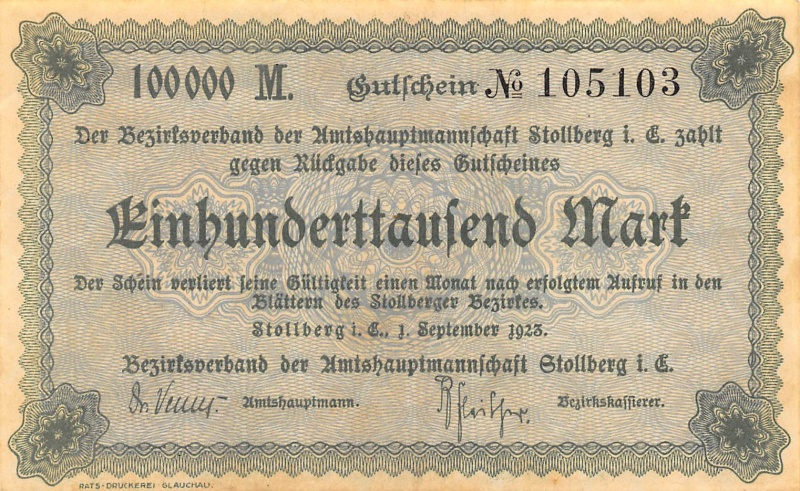 100000 M. Gutschein № 105103
Der Bezirksverband der Amtshauptmannschaft Stollberg i. E. zahlt
gegen Rückgabe dieses Gutscheines
Einhunderttausend Mark
Der Schein verliert seine Gültigkeit einen Monat nach erfolgtem Aufruf in den
Blättern des Stollberger Bezirkes.
Stollberg i. E., 1. September 1923.
Bezirksverband der Amtshauptmannschaft Stollberg i. E.
Amtshauptmann. Bezirkskassierer.
RATS-DRUCKEREI GLAUCHAU.